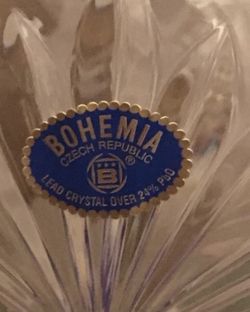 BOHEMIA
CZECH REPUBLIC
B ®
LEAD CRYSTAL OVER 24% PBO